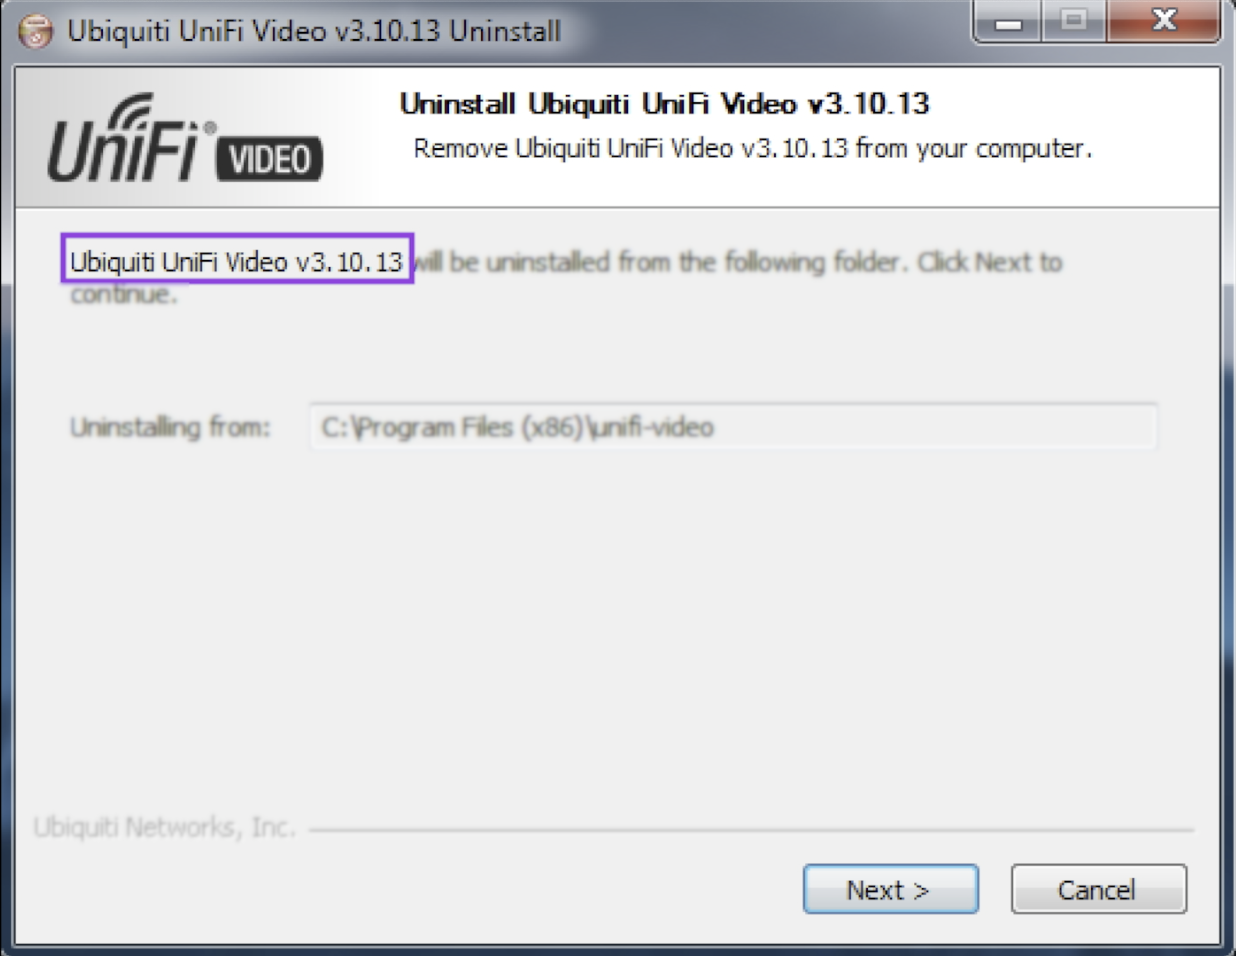 Ubiquiti UniFi Video v3.10.13 Uninstall
UniFi® VIDEO
Uninstall Ubiquiti UniFi Video v3.10.13
Remove Ubiquiti UniFi Video v3.10.13 from your computer.
Ubiquiti UniFi Video v3.10.13 will be uninstalled from the following folder. Click Next to
continue.
Uninstalling from: C:\Program Files (x86)\unifi-video
Ubiquiti Networks, Inc.
Next > Cancel